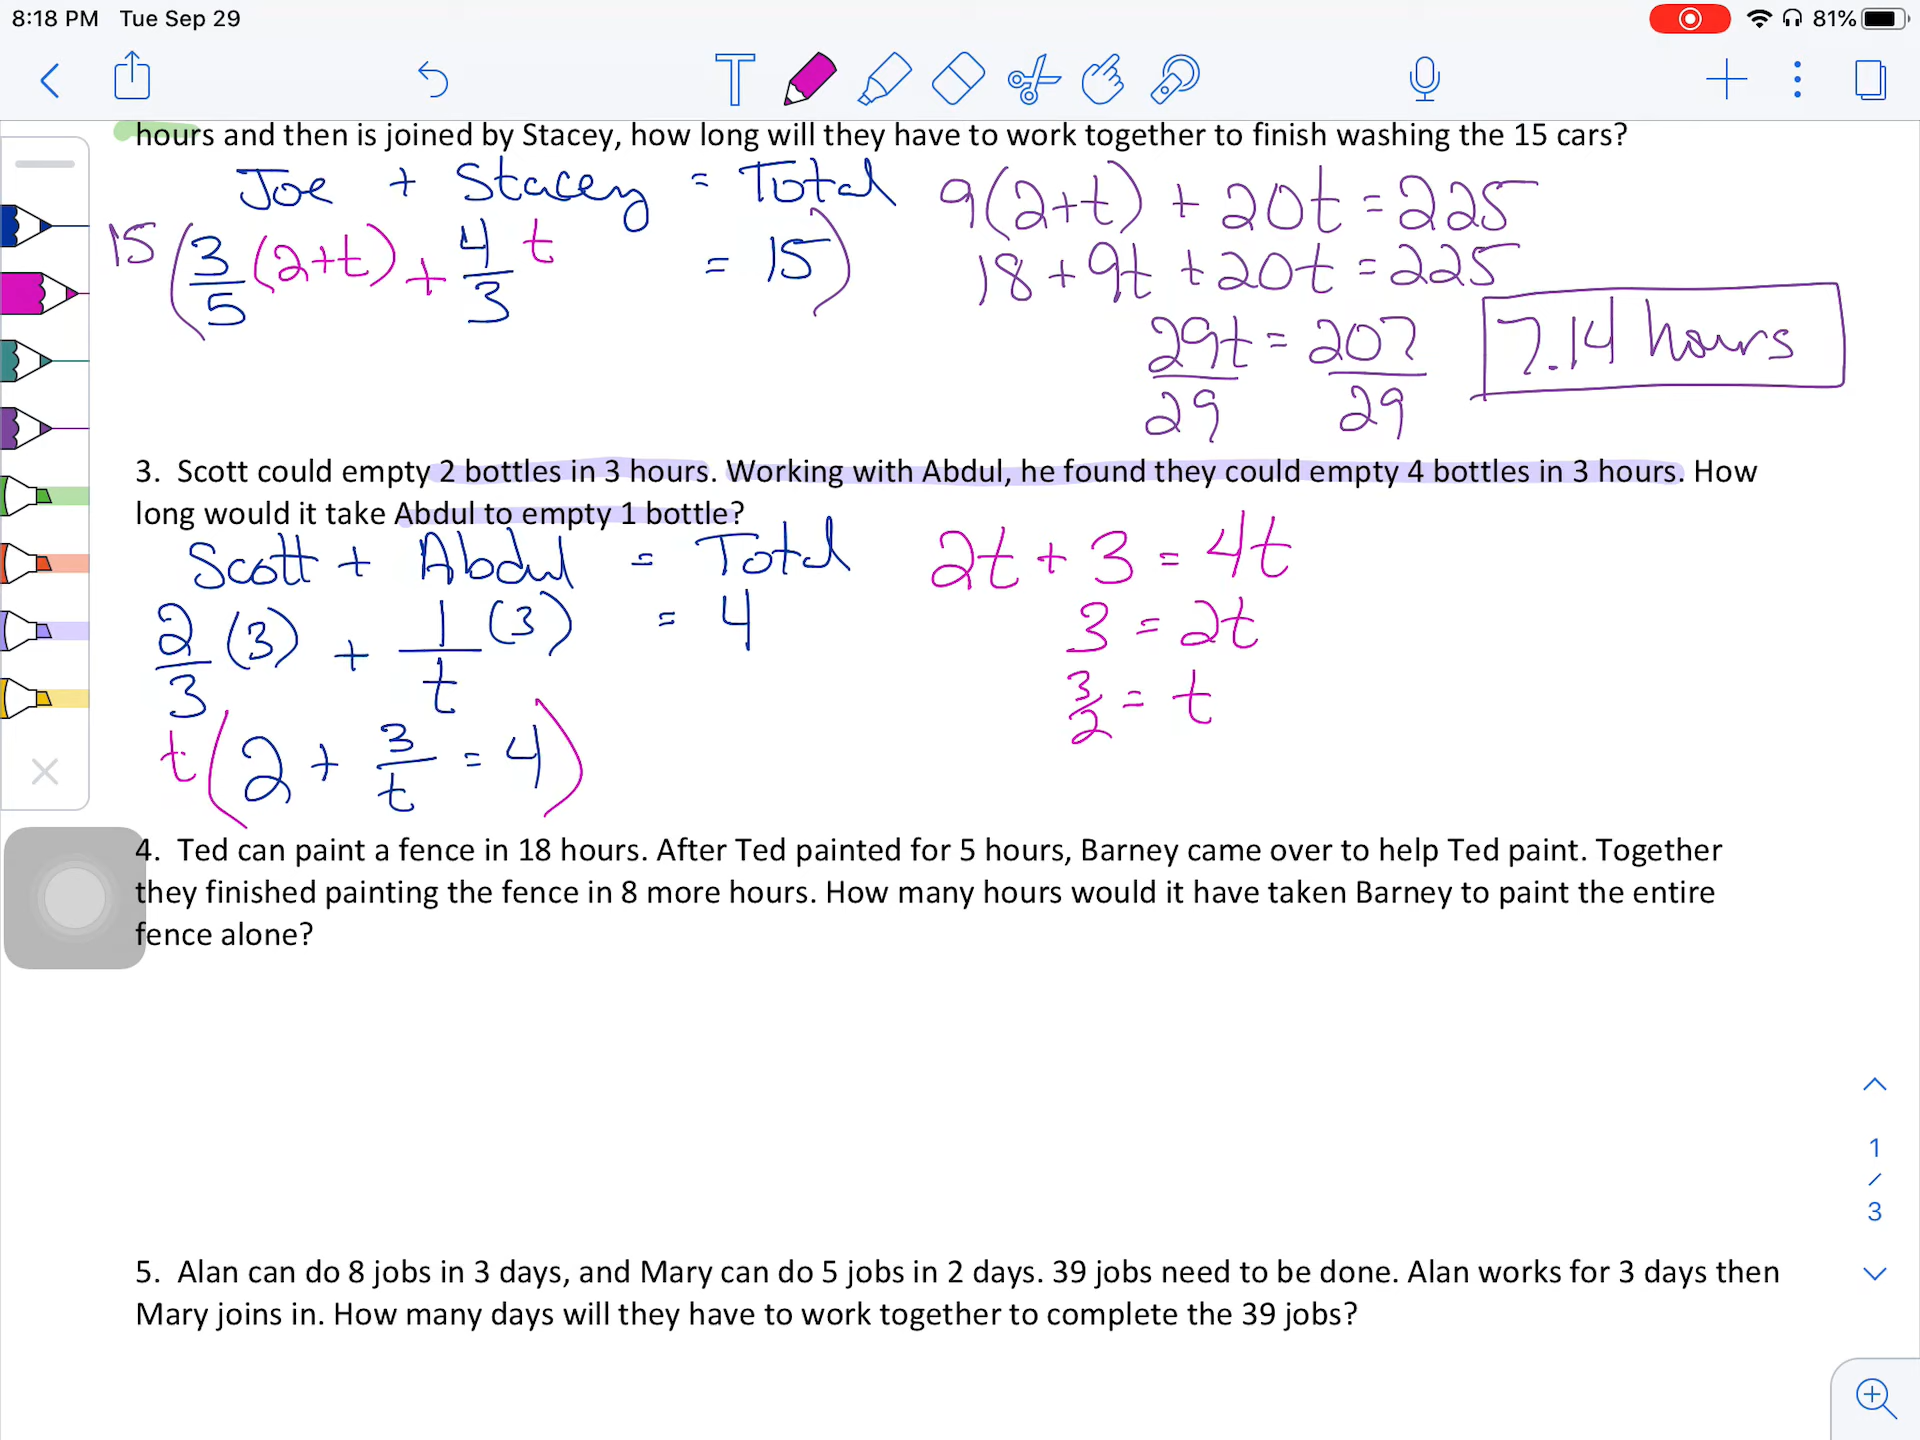 8:18 PM Tue Sep 29 81%
T
hours and then is joined by Stacey, how long will they have to work together to finish washing the 15 cars?
Joe + Stacey = Total
15 (3/5 (2+t) + 4/3 t = 15)
9(2+t) + 20t = 225
18 + 9t + 20t = 225
29t/29 = 207/29
7.14 hours
3. Scott could empty 2 bottles in 3 hours. Working with Abdul, he found they could empty 4 bottles in 3 hours. How
long would it take Abdul to empty 1 bottle?
Scott + Abdul = Total
2/3 (3) + 1/t (3) = 4
t(2 + 3/t = 4)
2t + 3 = 4t
3 = 2t
3/2 = t
4. Ted can paint a fence in 18 hours. After Ted painted for 5 hours, Barney came over to help Ted paint. Together
they finished painting the fence in 8 more hours. How many hours would it have taken Barney to paint the entire
fence alone?
5. Alan can do 8 jobs in 3 days, and Mary can do 5 jobs in 2 days. 39 jobs need to be done. Alan works for 3 days then
Mary joins in. How many days will they have to work together to complete the 39 jobs?
1
/
3